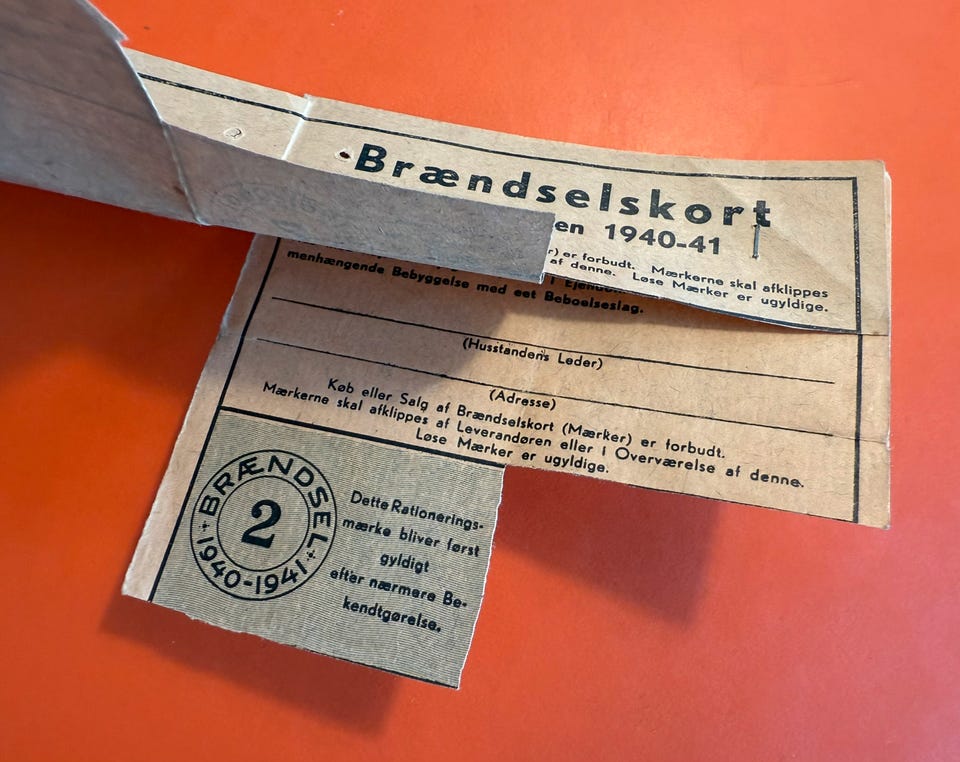 Brændselskort
en 1940-41
er forbudt. Mærkerne skal afklippes
af denne. Løse Mærker er ugyldige.
menhængende Bebyggelse med eet Beboelseslag.
(Husstandens Leder)
(Adresse)
Køb eller Salg af Brændselskort (Mærker) er forbudt.
Mærkerne skal afklippes af Leverandøren eller i Overværelse af denne.
Løse Mærker er ugyldige.
BRÆNDSEL
2
1940-1941
Dette Rationerings-
mærke bliver først
gyldigt
efter nærmere Be-
kendtgørelse.